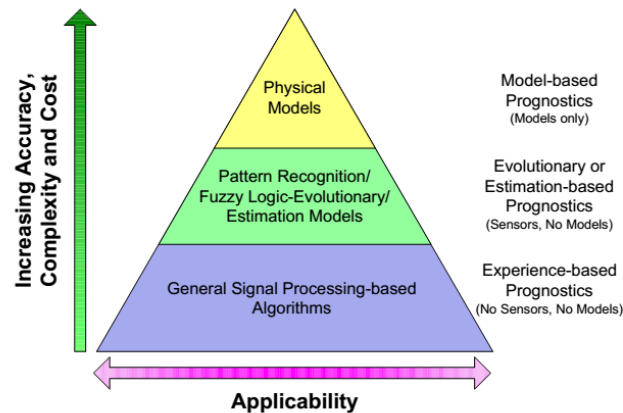 Increasing Accuracy,
Complexity and Cost
Physical
Models
Model-based
Prognostics
(Models only)
Pattern Recognition/
Fuzzy Logic-Evolutionary/
Estimation Models
Evolutionary or
Estimation-based
Prognostics
(Sensors, No Models)
General Signal Processing-based
Algorithms
Experience-based
Prognostics
(No Sensors, No Models)
Applicability